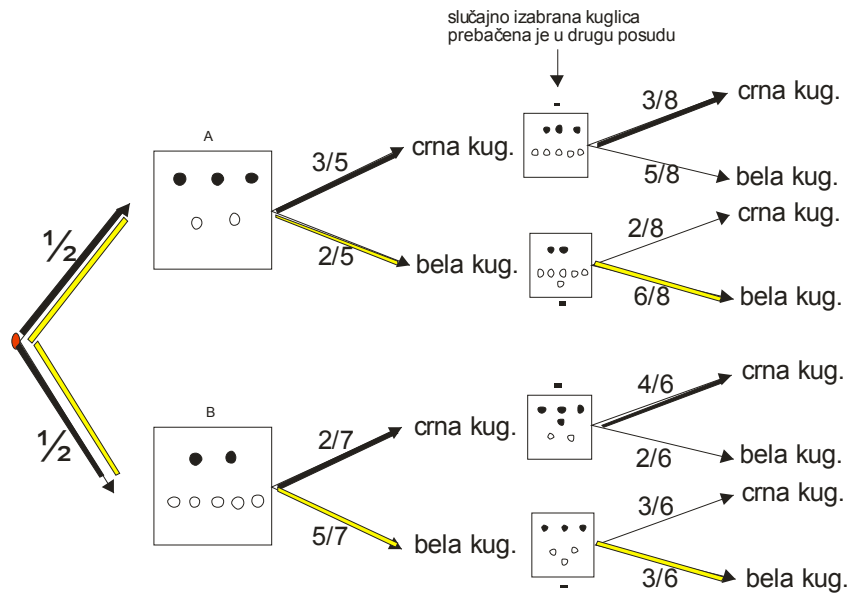 slučajno izabrana kuglica
prebačena je u drugu posudu
A
½
3/5
crna kug.
2/5
bela kug.
3/8
crna kug.
5/8
bela kug.
2/8
crna kug.
6/8
bela kug.
B
½
2/7
crna kug.
5/7
bela kug.
4/6
crna kug.
2/6
bela kug.
3/6
crna kug.
3/6
bela kug.